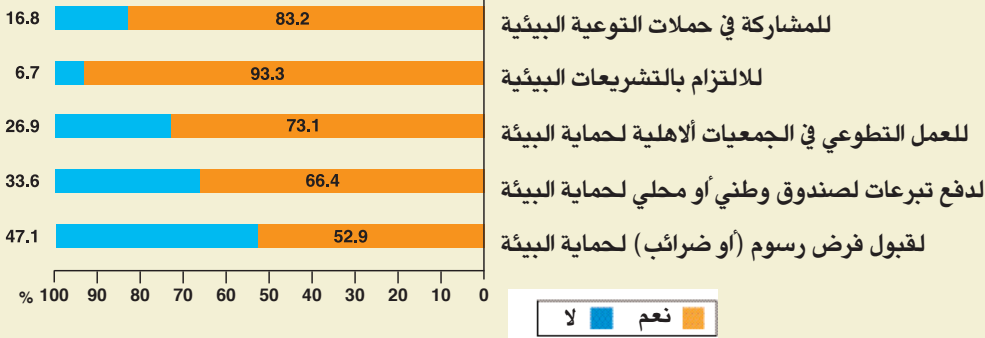 للمشاركة في حملات التوعية البيئية 83.2 16.8
للالتزام بالتشريعات البيئية 93.3 6.7
للعمل التطوعي في الجمعيات ألاهلية لحماية البيئة 73.1 26.9
لدفع تبرعات لصندوق وطني أو محلي لحماية البيئة 66.4 33.6
لقبول فرض رسوم (أو ضرائب) لحماية البيئة 52.9 47.1
% 100 90 80 70 60 50 40 30 20 10 0
نعم لا